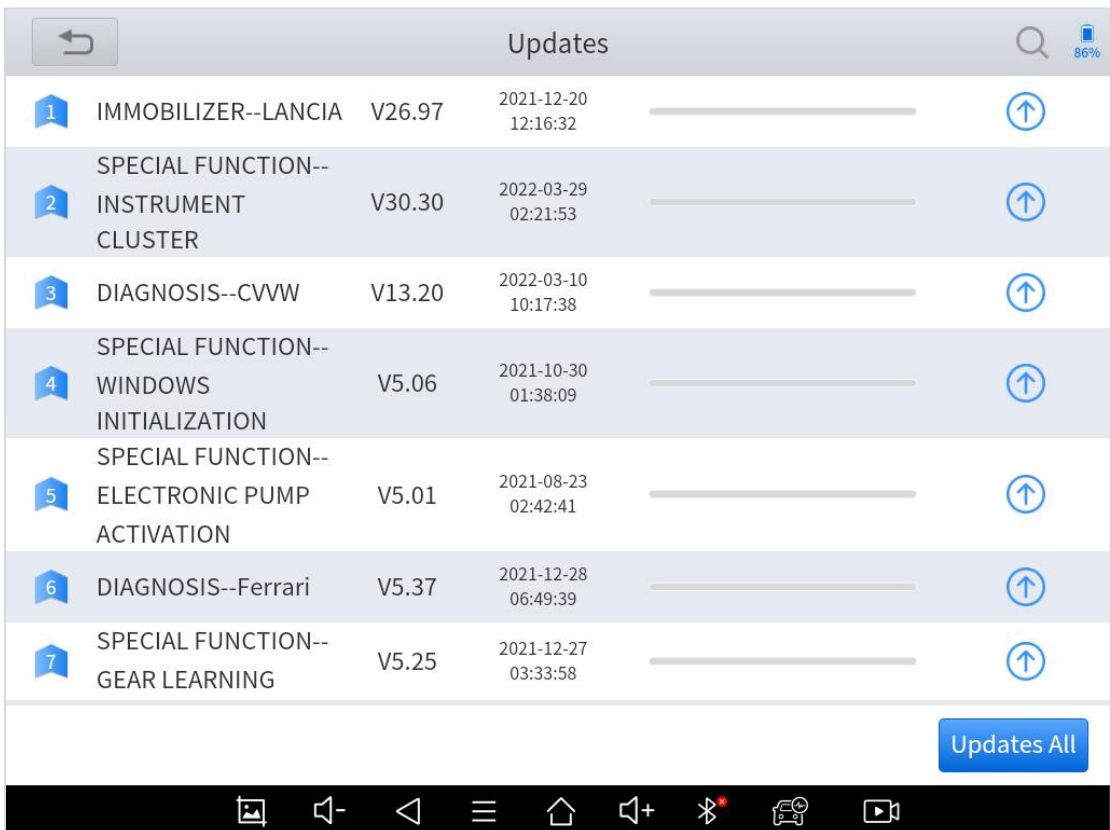 Updates
86%
1
IMMOBILIZER--LANCIA
V26.97
2021-12-20
12:16:32
2
SPECIAL FUNCTION--
INSTRUMENT
CLUSTER
V30.30
2022-03-29
02:21:53
3
DIAGNOSIS--CVVW
V13.20
2022-03-10
10:17:38
4
SPECIAL FUNCTION--
WINDOWS
INITIALIZATION
V5.06
2021-10-30
01:38:09
5
SPECIAL FUNCTION--
ELECTRONIC PUMP
ACTIVATION
V5.01
2021-08-23
02:42:41
6
DIAGNOSIS--Ferrari
V5.37
2021-12-28
06:49:39
7
SPECIAL FUNCTION--
GEAR LEARNING
V5.25
2021-12-27
03:33:58
Updates All